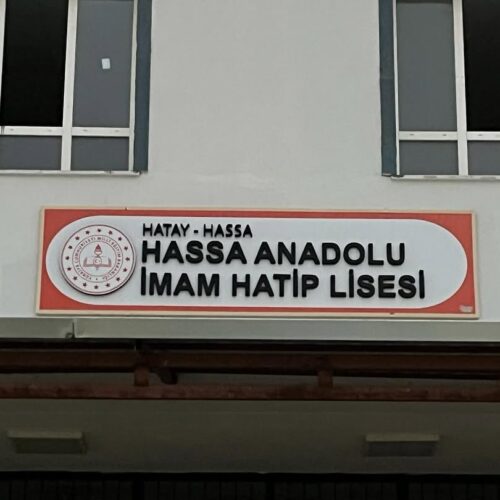 HATAY - HASSA
HASSA ANADOLU
İMAM HATİP LİSESİ